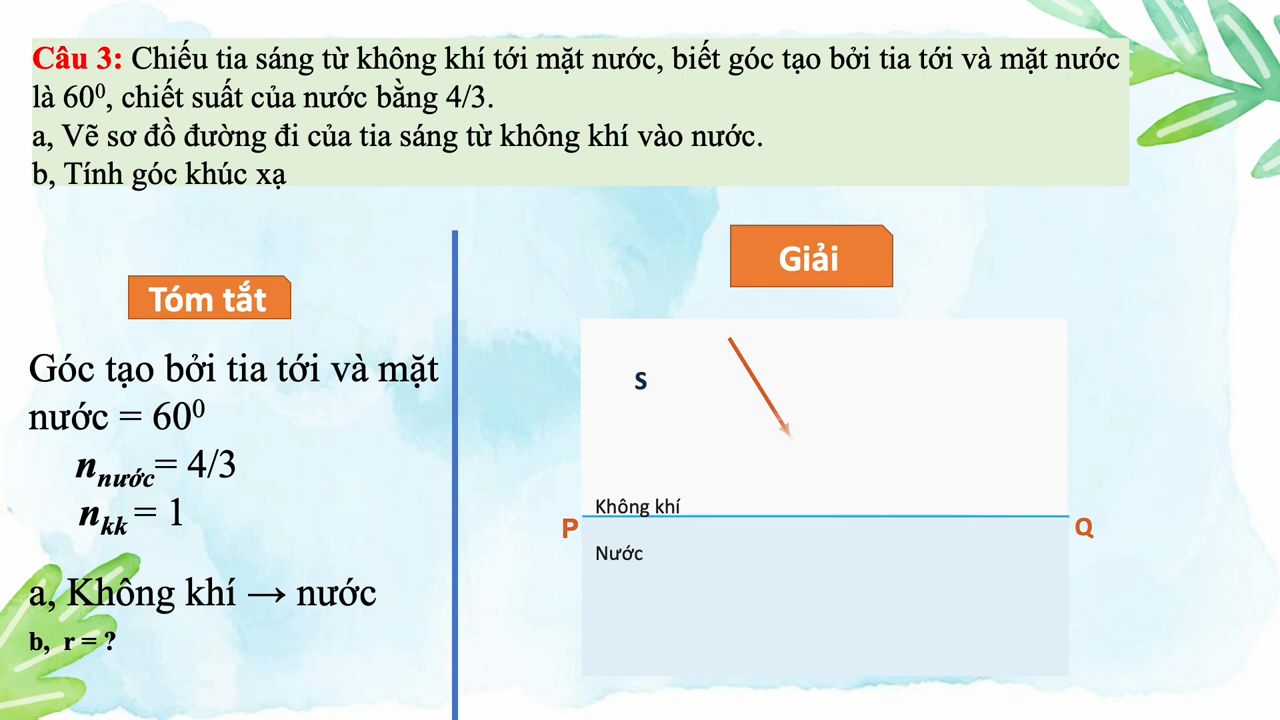 Câu 3: Chiếu tia sáng từ không khí tới mặt nước, biết góc tạo bởi tia tới và mặt nước
là 60⁰, chiết suất của nước bằng 4/3.
a, Vẽ sơ đồ đường đi của tia sáng từ không khí vào nước.
b, Tính góc khúc xạ
Tóm tắt
Góc tạo bởi tia tới và mặt
nước = 60⁰
n nước = 4/3
n kk = 1
a, Không khí → nước
b, r = ?
Giải
S
Không khí
P
Q
Nước